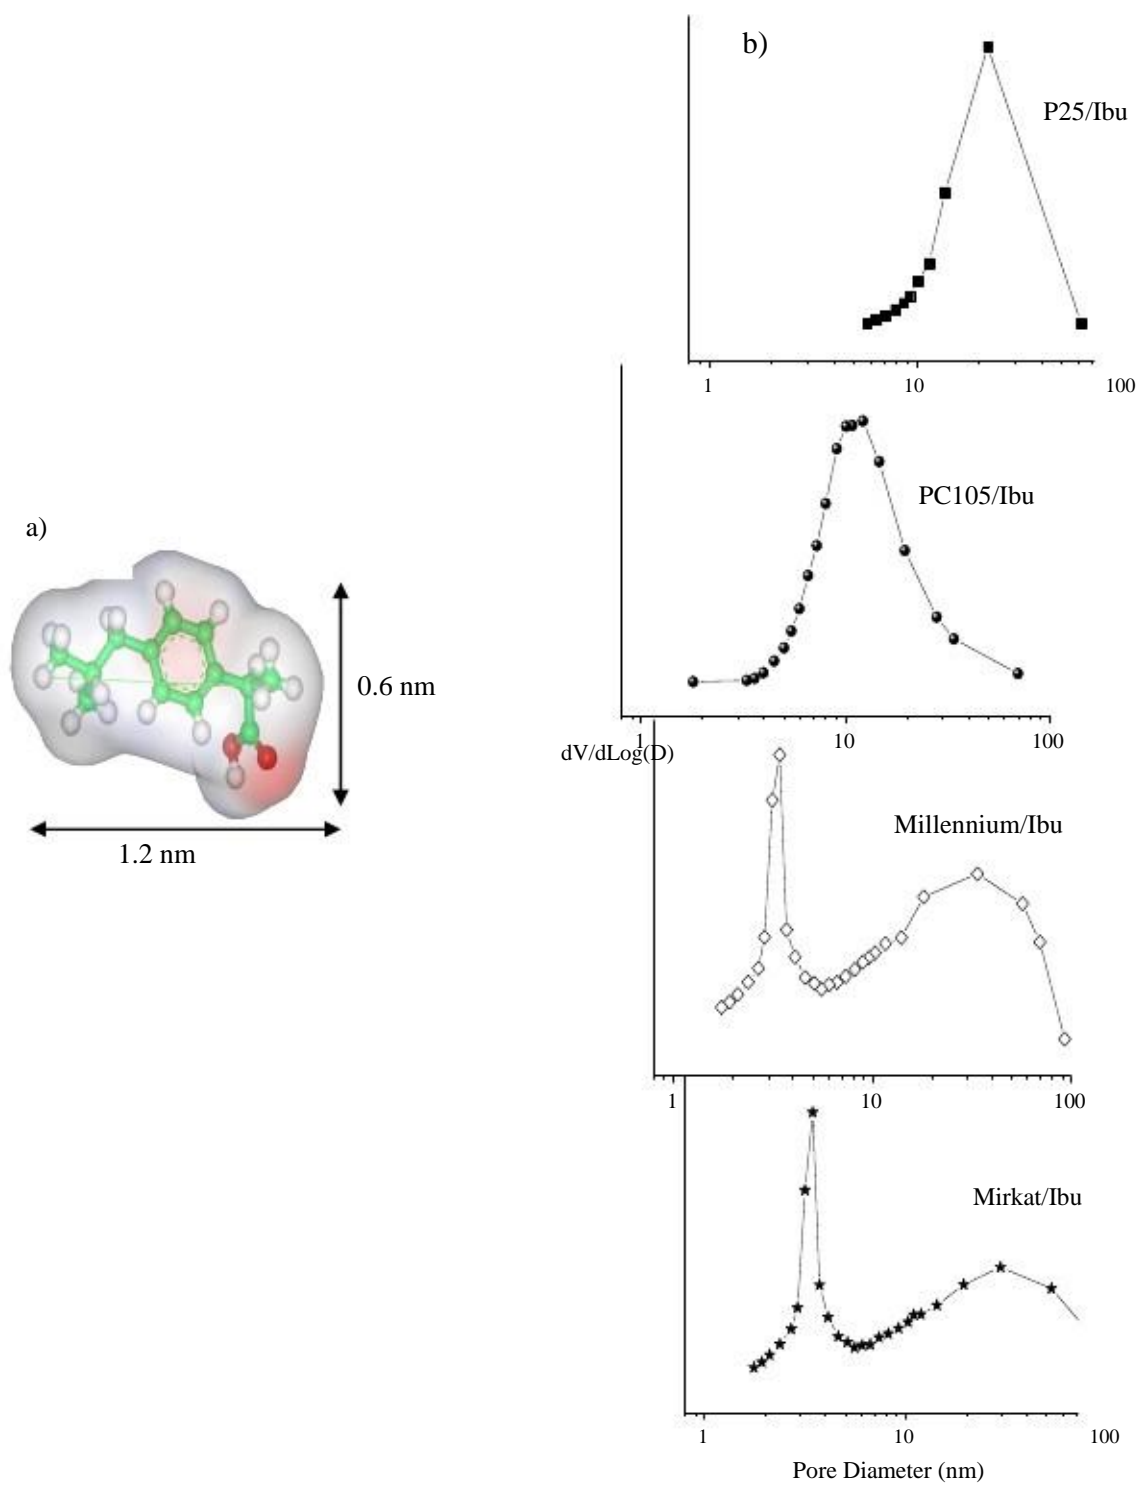 b)
P25/Ibu
1 10 100
PC105/Ibu
a)
0.6 nm
1 10 100
dV/dLog(D)
Millennium/Ibu
1.2 nm
1 10 100
Mirkat/Ibu
1 10 100
Pore Diameter (nm)